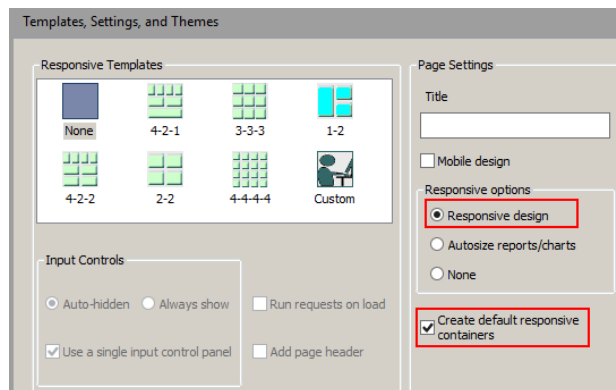 Templates, Settings, and Themes
Responsive Templates
None
4-2-1
3-3-3
1-2
4-2-2
2-2
4-4-4-4
Custom
Input Controls
Auto-hidden
Always show
Use a single input control panel
Run requests on load
Add page header
Page Settings
Title
Mobile design
Responsive options
Responsive design
Autosize reports/charts
None
Create default responsive
containers